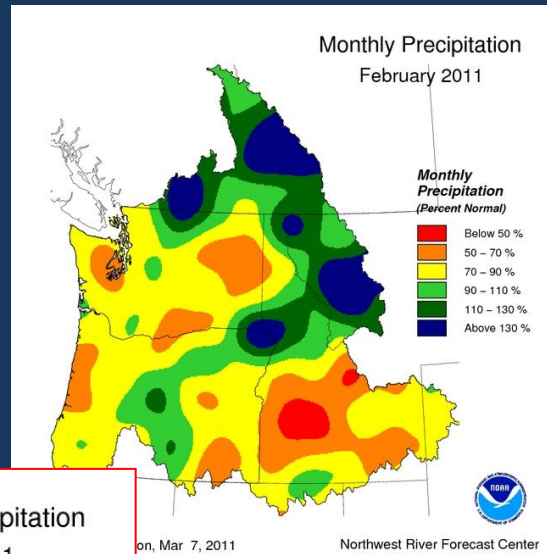 Monthly Precipitation
February 2011
Monthly
Precipitation
(Percent Normal)
Below 50 %
50 – 70 %
70 – 90 %
90 – 110 %
110 – 130 %
Above 130 %
NOAA
on, Mar 7, 2011
Northwest River Forecast Center
pitation